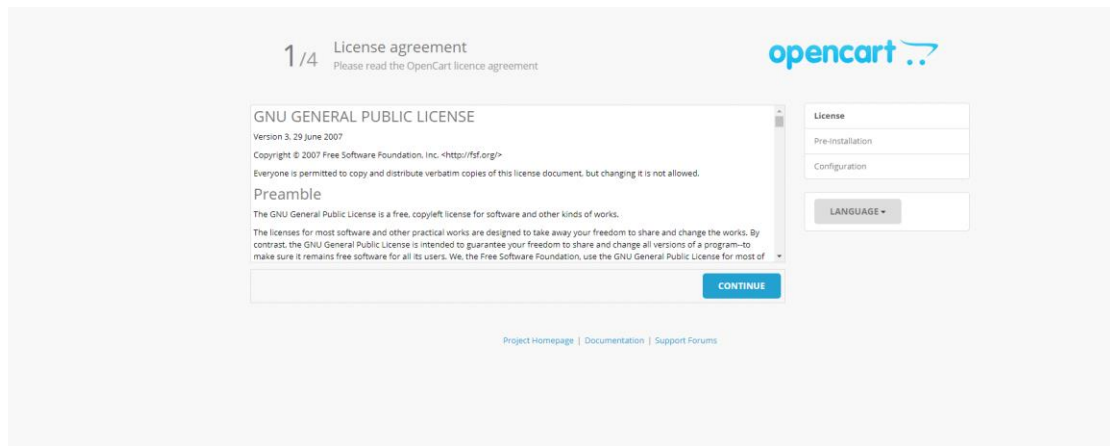 1/4
License agreement
Please read the OpenCart licence agreement
opencart
GNU GENERAL PUBLIC LICENSE
Version 3, 29 June 2007
Copyright © 2007 Free Software Foundation, Inc. <http://fsf.org/>
Everyone is permitted to copy and distribute verbatim copies of this license document, but changing it is not allowed.
Preamble
The GNU General Public License is a free, copyleft license for software and other kinds of works.
The licenses for most software and other practical works are designed to take away your freedom to share and change the works. By
contrast, the GNU General Public License is intended to guarantee your freedom to share and change all versions of a program--to
make sure it remains free software for all its users. We, the Free Software Foundation, use the GNU General Public License for most of
CONTINUE
License
Pre-installation
Configuration
LANGUAGE
Project Homepage | Documentation | Support Forums